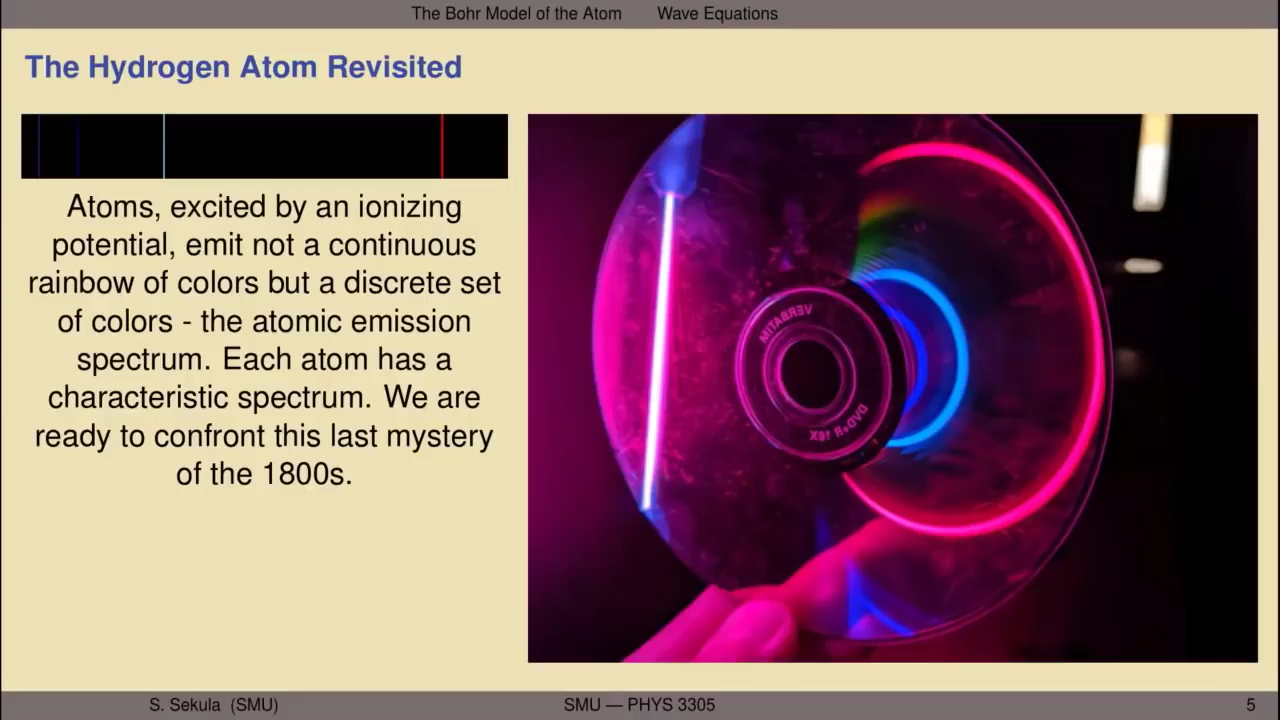 The Bohr Model of the Atom Wave Equations
The Hydrogen Atom Revisited
Atoms, excited by an ionizing
potential, emit not a continuous
rainbow of colors but a discrete set
of colors - the atomic emission
spectrum. Each atom has a
characteristic spectrum. We are
ready to confront this last mystery
of the 1800s.
VERBATIM
DVD+R 16X
S. Sekula (SMU) SMU — PHYS 3305 5